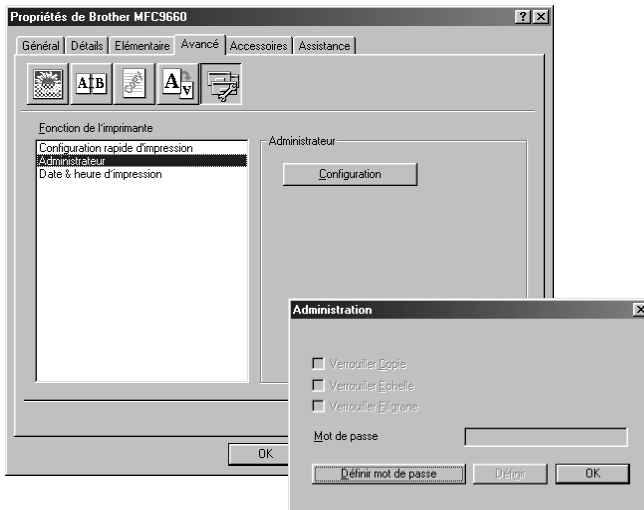 Propriétés de Brother MFC9660
Général Détails Elémentaire Avancé Accessoires Assistance
A B Copy A A
Fonction de l'imprimante
Configuration rapide d'impression
Administrateur
Date & heure d'impression
Administrateur
Configuration
OK
Administration
Verrouiller Copie
Verrouiller Echelle
Verrouiller Filigrane
Mot de passe
Définir mot de passe Définir OK